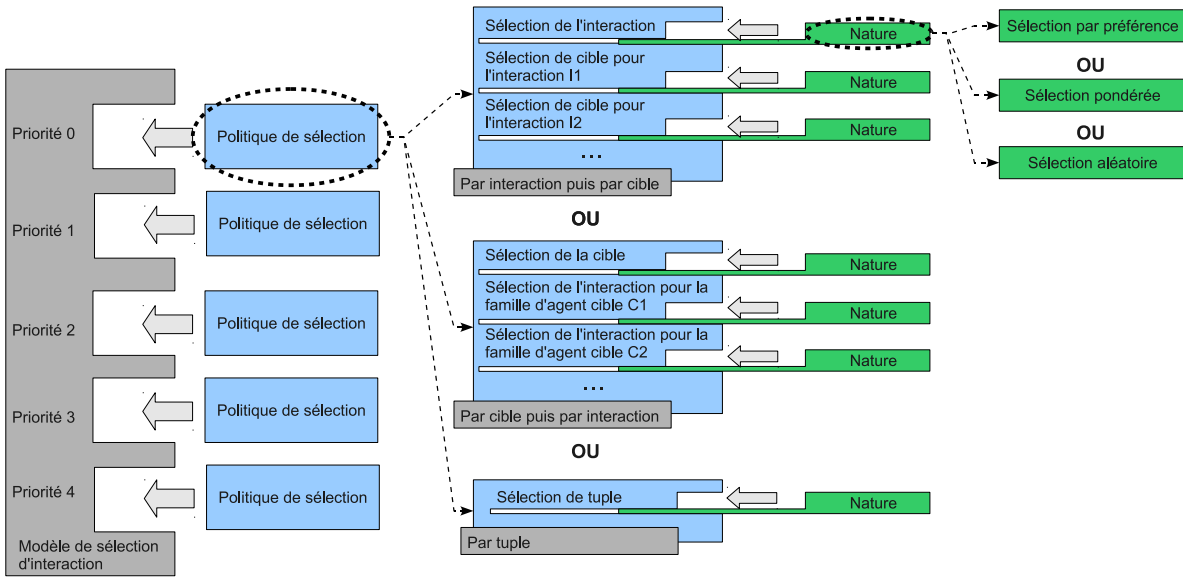 Priorité 0
Priorité 1
Priorité 2
Priorité 3
Priorité 4
Modèle de sélection
d'interaction
Politique de sélection
Politique de sélection
Politique de sélection
Politique de sélection
Politique de sélection
Sélection de l'interaction
Nature
Sélection de cible pour
l'interaction I1
Nature
Sélection de cible pour
l'interaction I2
Nature
...
Par interaction puis par cible
OU
Sélection de la cible
Nature
Sélection de l'interaction pour la
famille d'agent cible C1
Nature
Sélection de l'interaction pour la
famille d'agent cible C2
Nature
...
Par cible puis par interaction
OU
Sélection de tuple
Nature
Par tuple
Sélection par préférence
OU
Sélection pondérée
OU
Sélection aléatoire